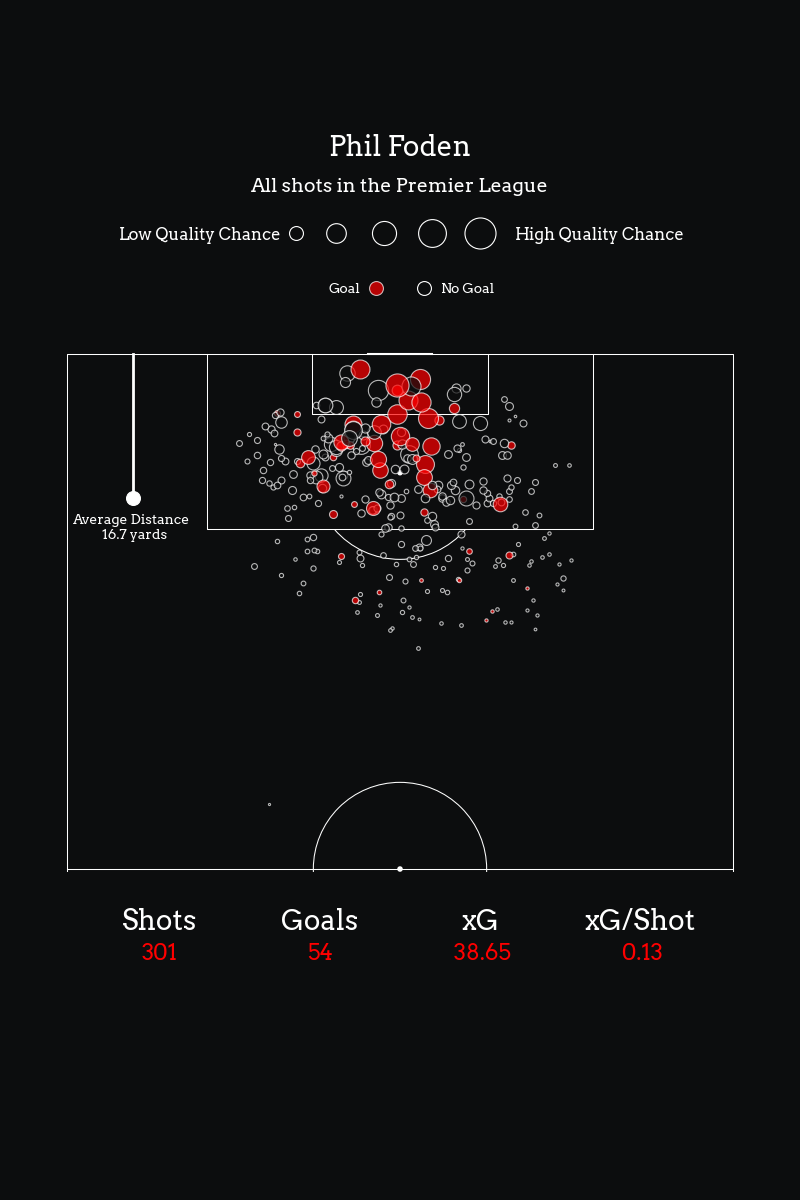 Phil Foden
All shots in the Premier League
Low Quality Chance High Quality Chance
Goal No Goal
Average Distance
16.7 yards
Shots Goals xG xG/Shot
301 54 38.65 0.13